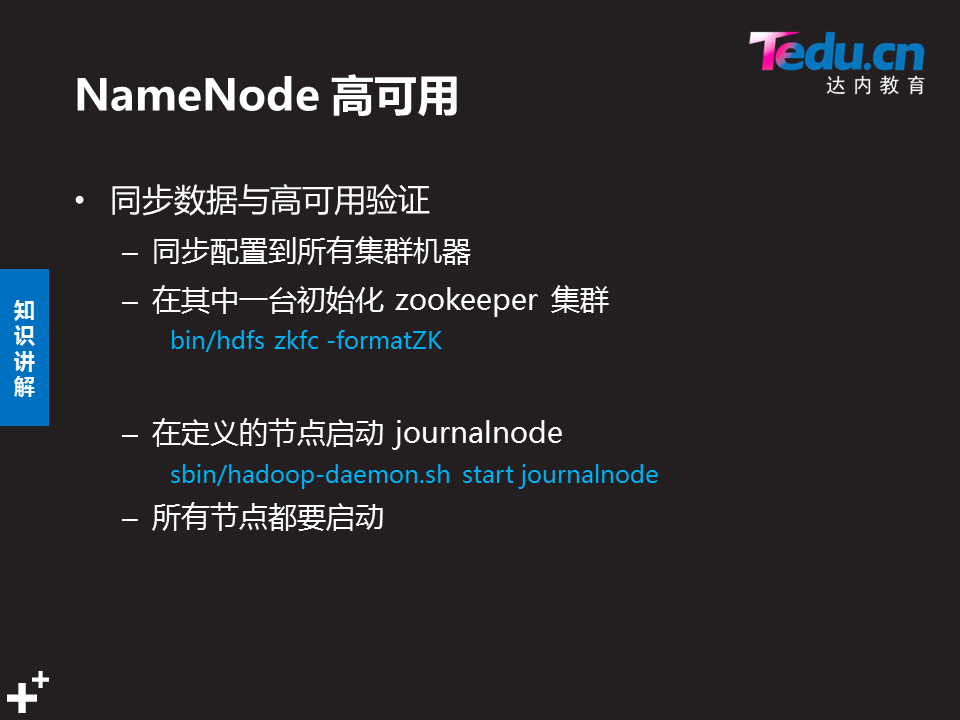 Tedu.cn
达内教育
NameNode 高可用
• 同步数据与高可用验证
– 同步配置到所有集群机器
– 在其中一台初始化 zookeeper 集群
bin/hdfs zkfc -formatZK
– 在定义的节点启动 journalnode
sbin/hadoop-daemon.sh start journalnode
– 所有节点都要启动
知识讲解